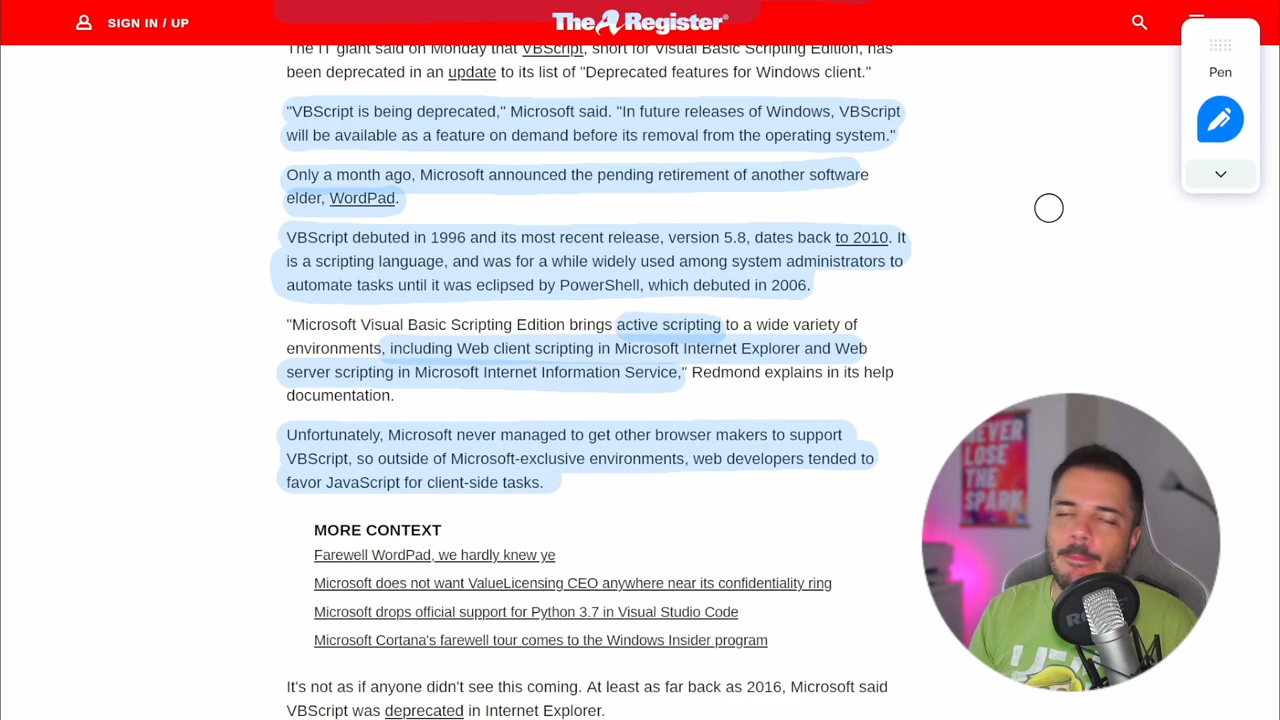 SIGN IN / UP
The Register®
Pen
The IT giant said on Monday that VBScript, short for Visual Basic Scripting Edition, has
been deprecated in an update to its list of "Deprecated features for Windows client."
"VBScript is being deprecated," Microsoft said. "In future releases of Windows, VBScript
will be available as a feature on demand before its removal from the operating system."
Only a month ago, Microsoft announced the pending retirement of another software
elder, WordPad.
VBScript debuted in 1996 and its most recent release, version 5.8, dates back to 2010. It
is a scripting language, and was for a while widely used among system administrators to
automate tasks until it was eclipsed by PowerShell, which debuted in 2006.
"Microsoft Visual Basic Scripting Edition brings active scripting to a wide variety of
environments, including Web client scripting in Microsoft Internet Explorer and Web
server scripting in Microsoft Internet Information Service," Redmond explains in its help
documentation.
Unfortunately, Microsoft never managed to get other browser makers to support
VBScript, so outside of Microsoft-exclusive environments, web developers tended to
favor JavaScript for client-side tasks.
MORE CONTEXT
Farewell WordPad, we hardly knew ye
Microsoft does not want ValueLicensing CEO anywhere near its confidentiality ring
Microsoft drops official support for Python 3.7 in Visual Studio Code
Microsoft Cortana's farewell tour comes to the Windows Insider program
It's not as if anyone didn't see this coming. At least as far back as 2016, Microsoft said
VBScript was deprecated in Internet Explorer.
NEVER
LOSE
THE
SPARK